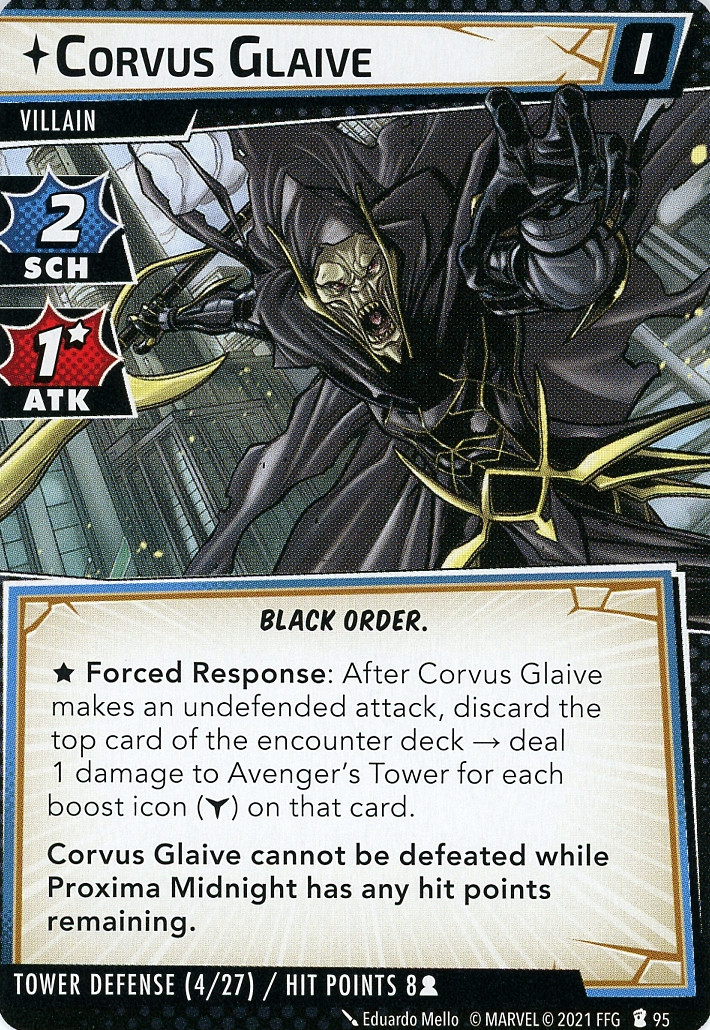 CORVUS GLAIVE
I
VILLAIN
2
SCH
1★
ATK
BLACK ORDER.
★ Forced Response: After Corvus Glaive
makes an undefended attack, discard the
top card of the encounter deck → deal
1 damage to Avenger's Tower for each
boost icon () on that card.
Corvus Glaive cannot be defeated while
Proxima Midnight has any hit points
remaining.
TOWER DEFENSE (4/27) / HIT POINTS 8
Eduardo Mello © MARVEL © 2021 FFG 95